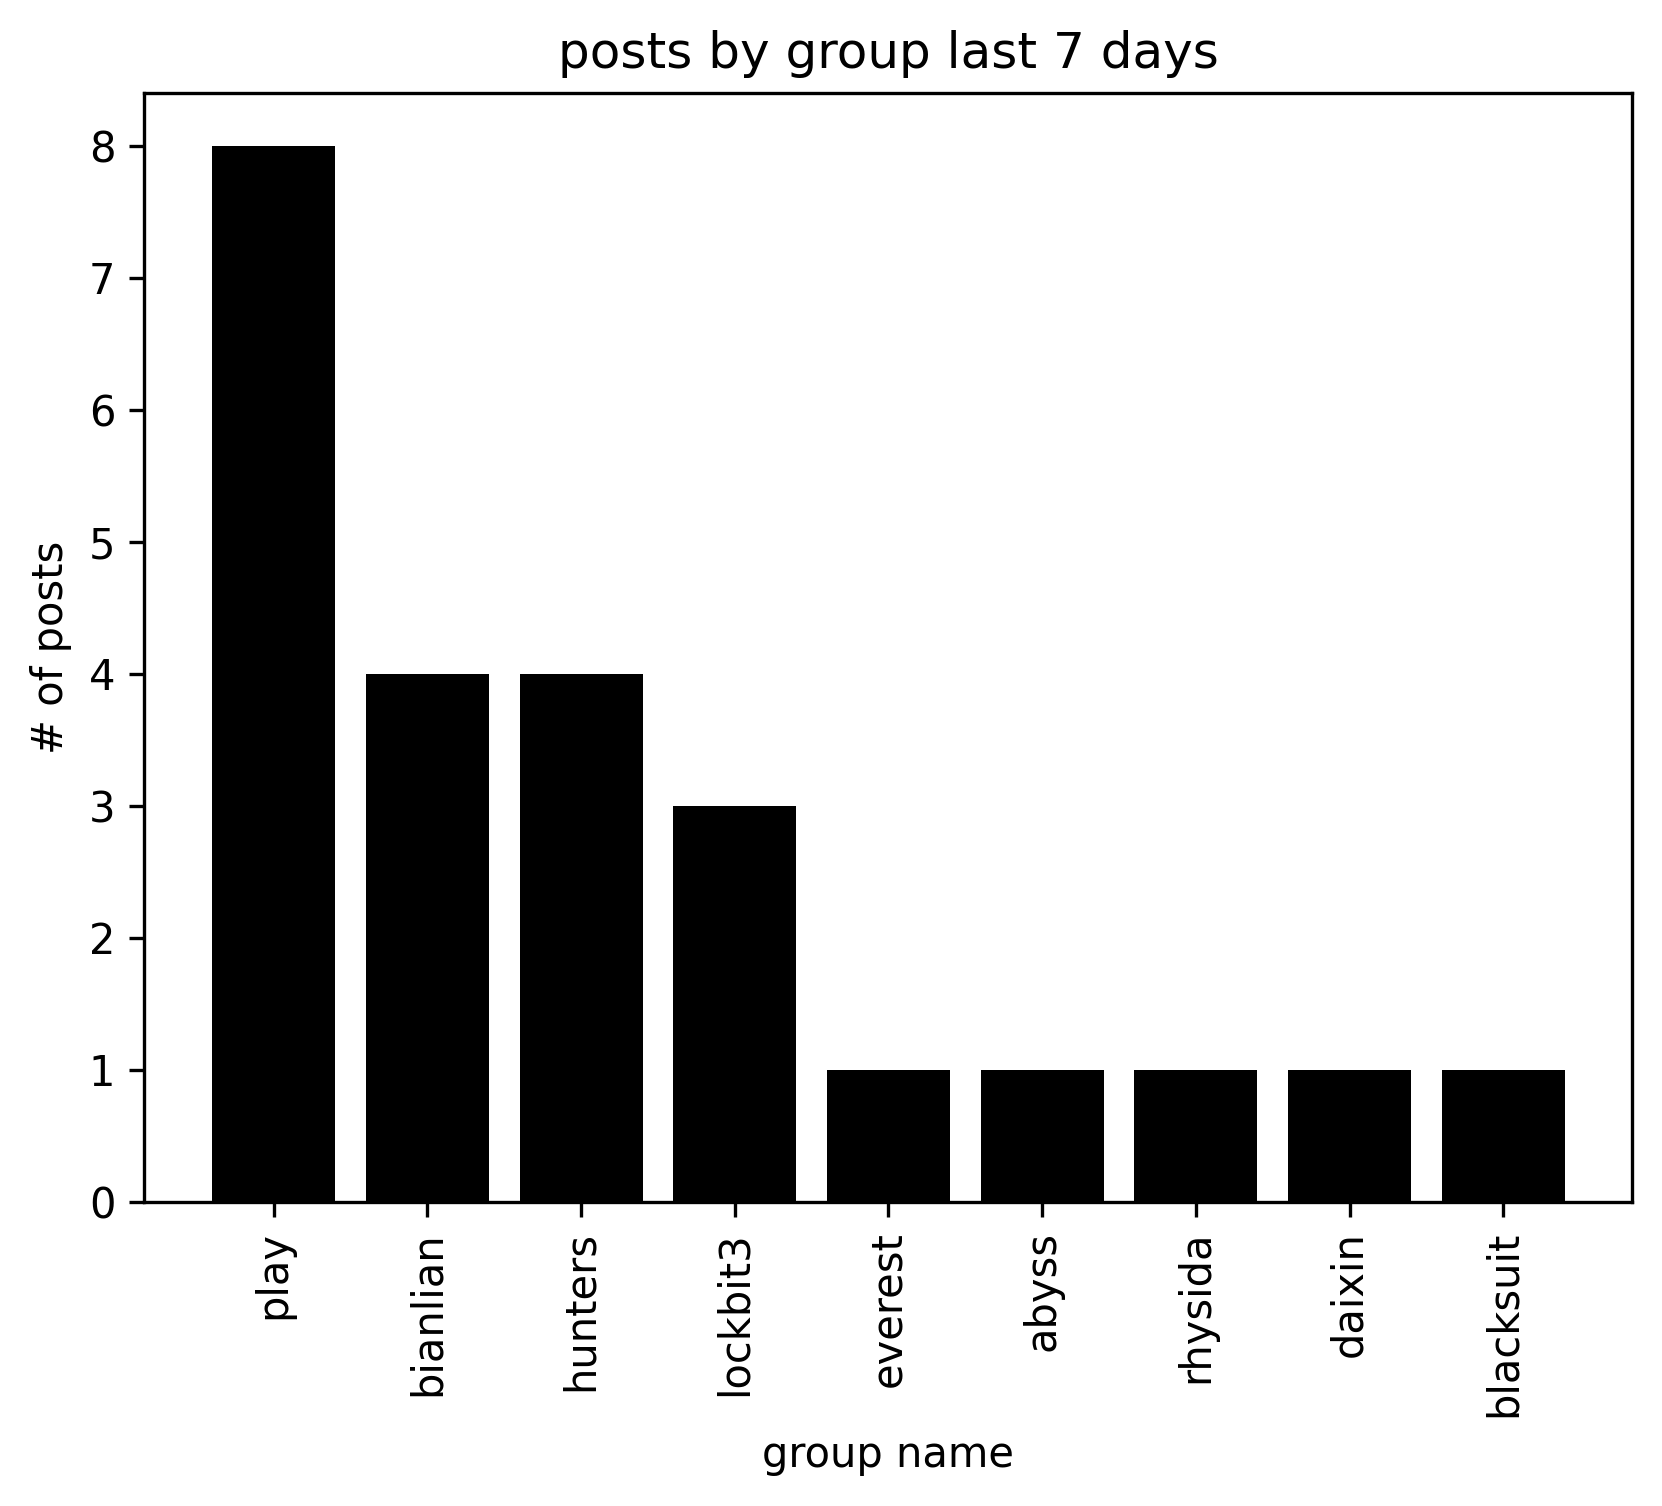 posts by group last 7 days
# of posts
8
7
6
5
4
3
2
1
0
play
bianlian
hunters
lockbit3
everest
abyss
rhysida
daixin
blacksuit
group name